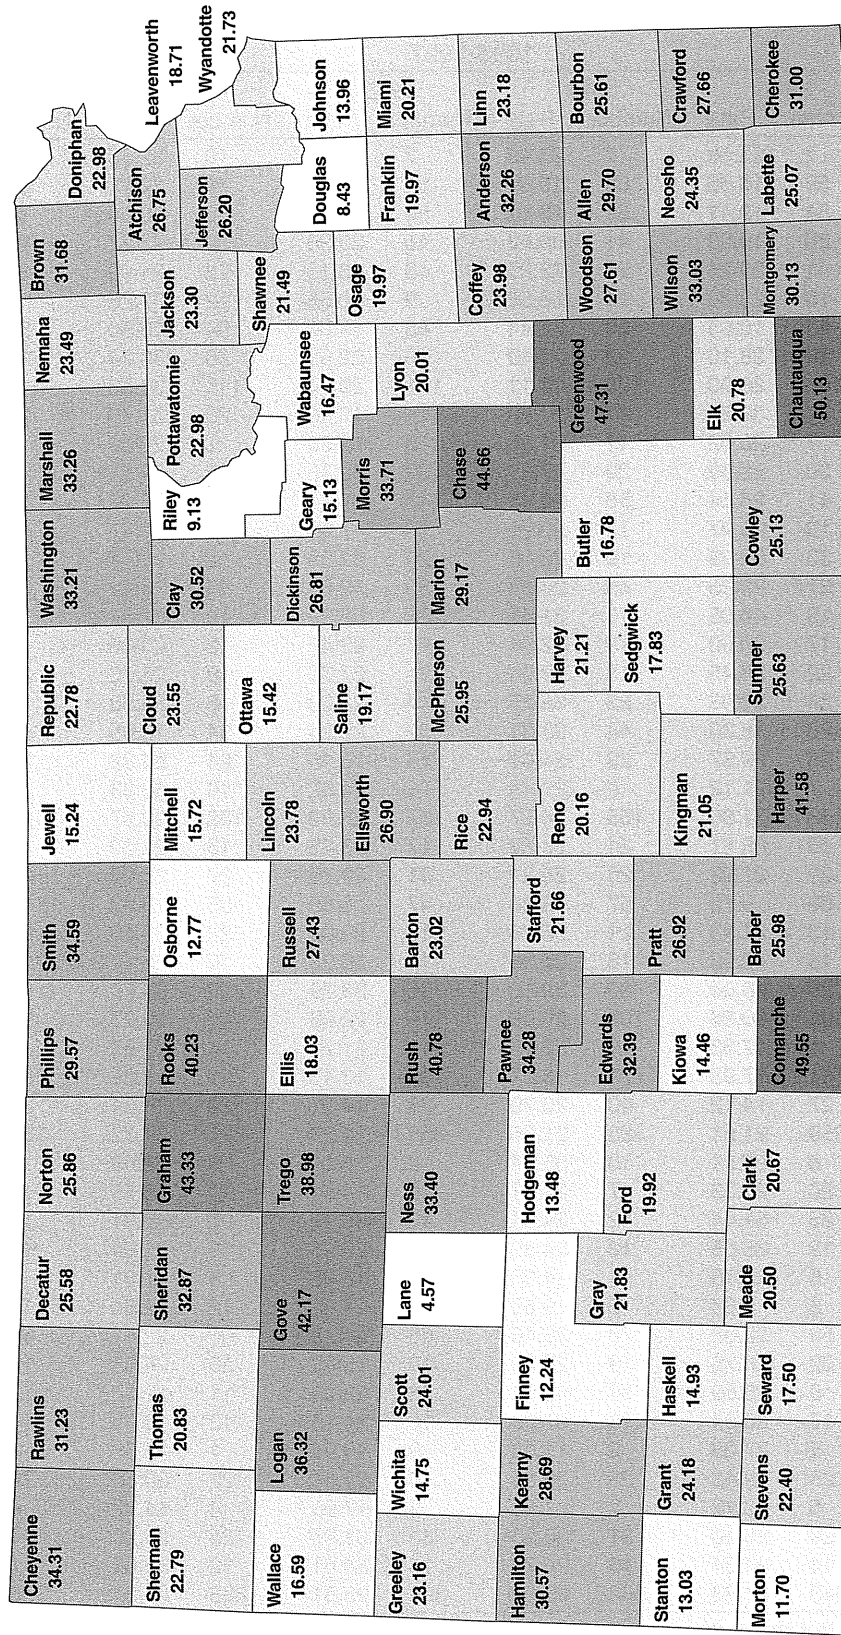 Cheyenne
34.31
Rawlins
31.23
Decatur
25.58
Norton
25.86
Phillips
29.57
Smith
34.59
Jewell
15.24
Republic
22.78
Washington
33.21
Marshall
33.26
Nemaha
23.49
Brown
31.68
Doniphan
22.98
Sherman
22.79
Thomas
20.83
Sheridan
32.87
Graham
43.33
Rooks
40.23
Osborne
12.77
Mitchell
15.72
Cloud
23.55
Clay
30.52
Riley
9.13
Pottawatomie
22.98
Jackson
23.30
Atchison
26.75
Jefferson
26.20
Leavenworth
18.71
Wyandotte
21.73
Wallace
16.59
Logan
36.32
Gove
42.17
Trego
38.98
Ellis
18.03
Russell
27.43
Lincoln
23.78
Ottawa
15.42
Saline
19.17
Dickinson
26.81
Geary
15.13
Wabaunsee
16.47
Shawnee
21.49
Douglas
8.43
Johnson
13.96
Ellsworth
26.90
Morris
33.71
Osage
19.97
Franklin
19.97
Miami
20.21
Greeley
23.16
Wichita
14.75
Scott
24.01
Lane
4.57
Ness
33.40
Rush
40.78
Barton
23.02
Rice
22.94
McPherson
25.95
Marion
29.17
Chase
44.66
Lyon
20.01
Coffey
23.98
Anderson
32.26
Linn
23.18
Pawnee
34.28
Hamilton
30.57
Kearny
28.69
Finney
12.24
Hodgeman
13.48
Edwards
32.39
Stafford
21.66
Reno
20.16
Harvey
21.21
Sedgwick
17.83
Butler
16.78
Greenwood
47.31
Woodson
27.61
Allen
29.70
Bourbon
25.61
Gray
21.83
Ford
19.92
Kiowa
14.46
Pratt
26.92
Kingman
21.05
Elk
20.78
Wilson
33.03
Neosho
24.35
Crawford
27.66
Stanton
13.03
Grant
24.18
Haskell
14.93
Morton
11.70
Stevens
22.40
Seward
17.50
Meade
20.50
Clark
20.67
Comanche
49.55
Barber
25.98
Harper
41.58
Sumner
25.63
Cowley
25.13
Chautauqua
50.13
Montgomery
30.13
Labette
25.07
Cherokee
31.00